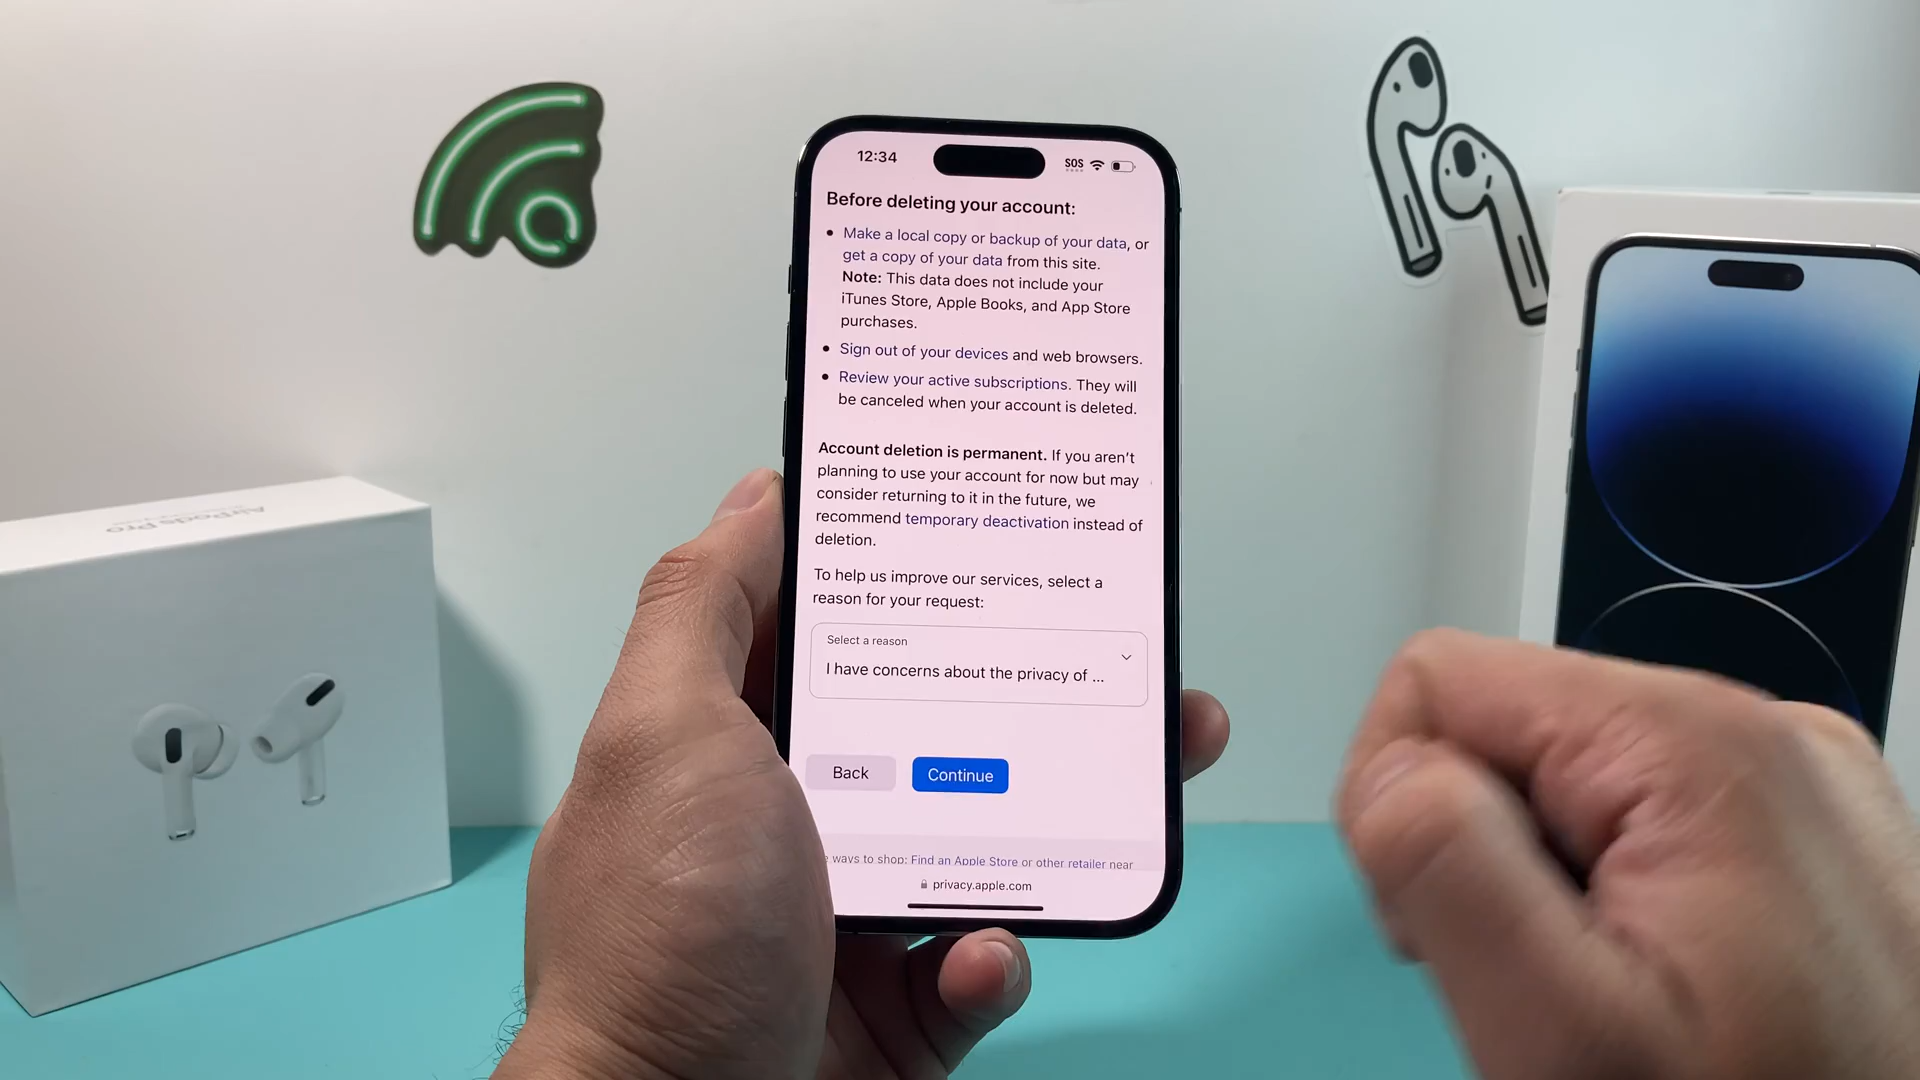 12:34
SOS
Before deleting your account:
• Make a local copy or backup of your data, or
get a copy of your data from this site.
Note: This data does not include your
iTunes Store, Apple Books, and App Store
purchases.
• Sign out of your devices and web browsers.
• Review your active subscriptions. They will
be canceled when your account is deleted.
Account deletion is permanent. If you aren't
planning to use your account for now but may
consider returning to it in the future, we
recommend temporary deactivation instead of
deletion.
To help us improve our services, select a
reason for your request:
Select a reason
I have concerns about the privacy of ...
Back
Continue
ways to shop: Find an Apple Store or other retailer near
privacy.apple.com
AirPods Pro